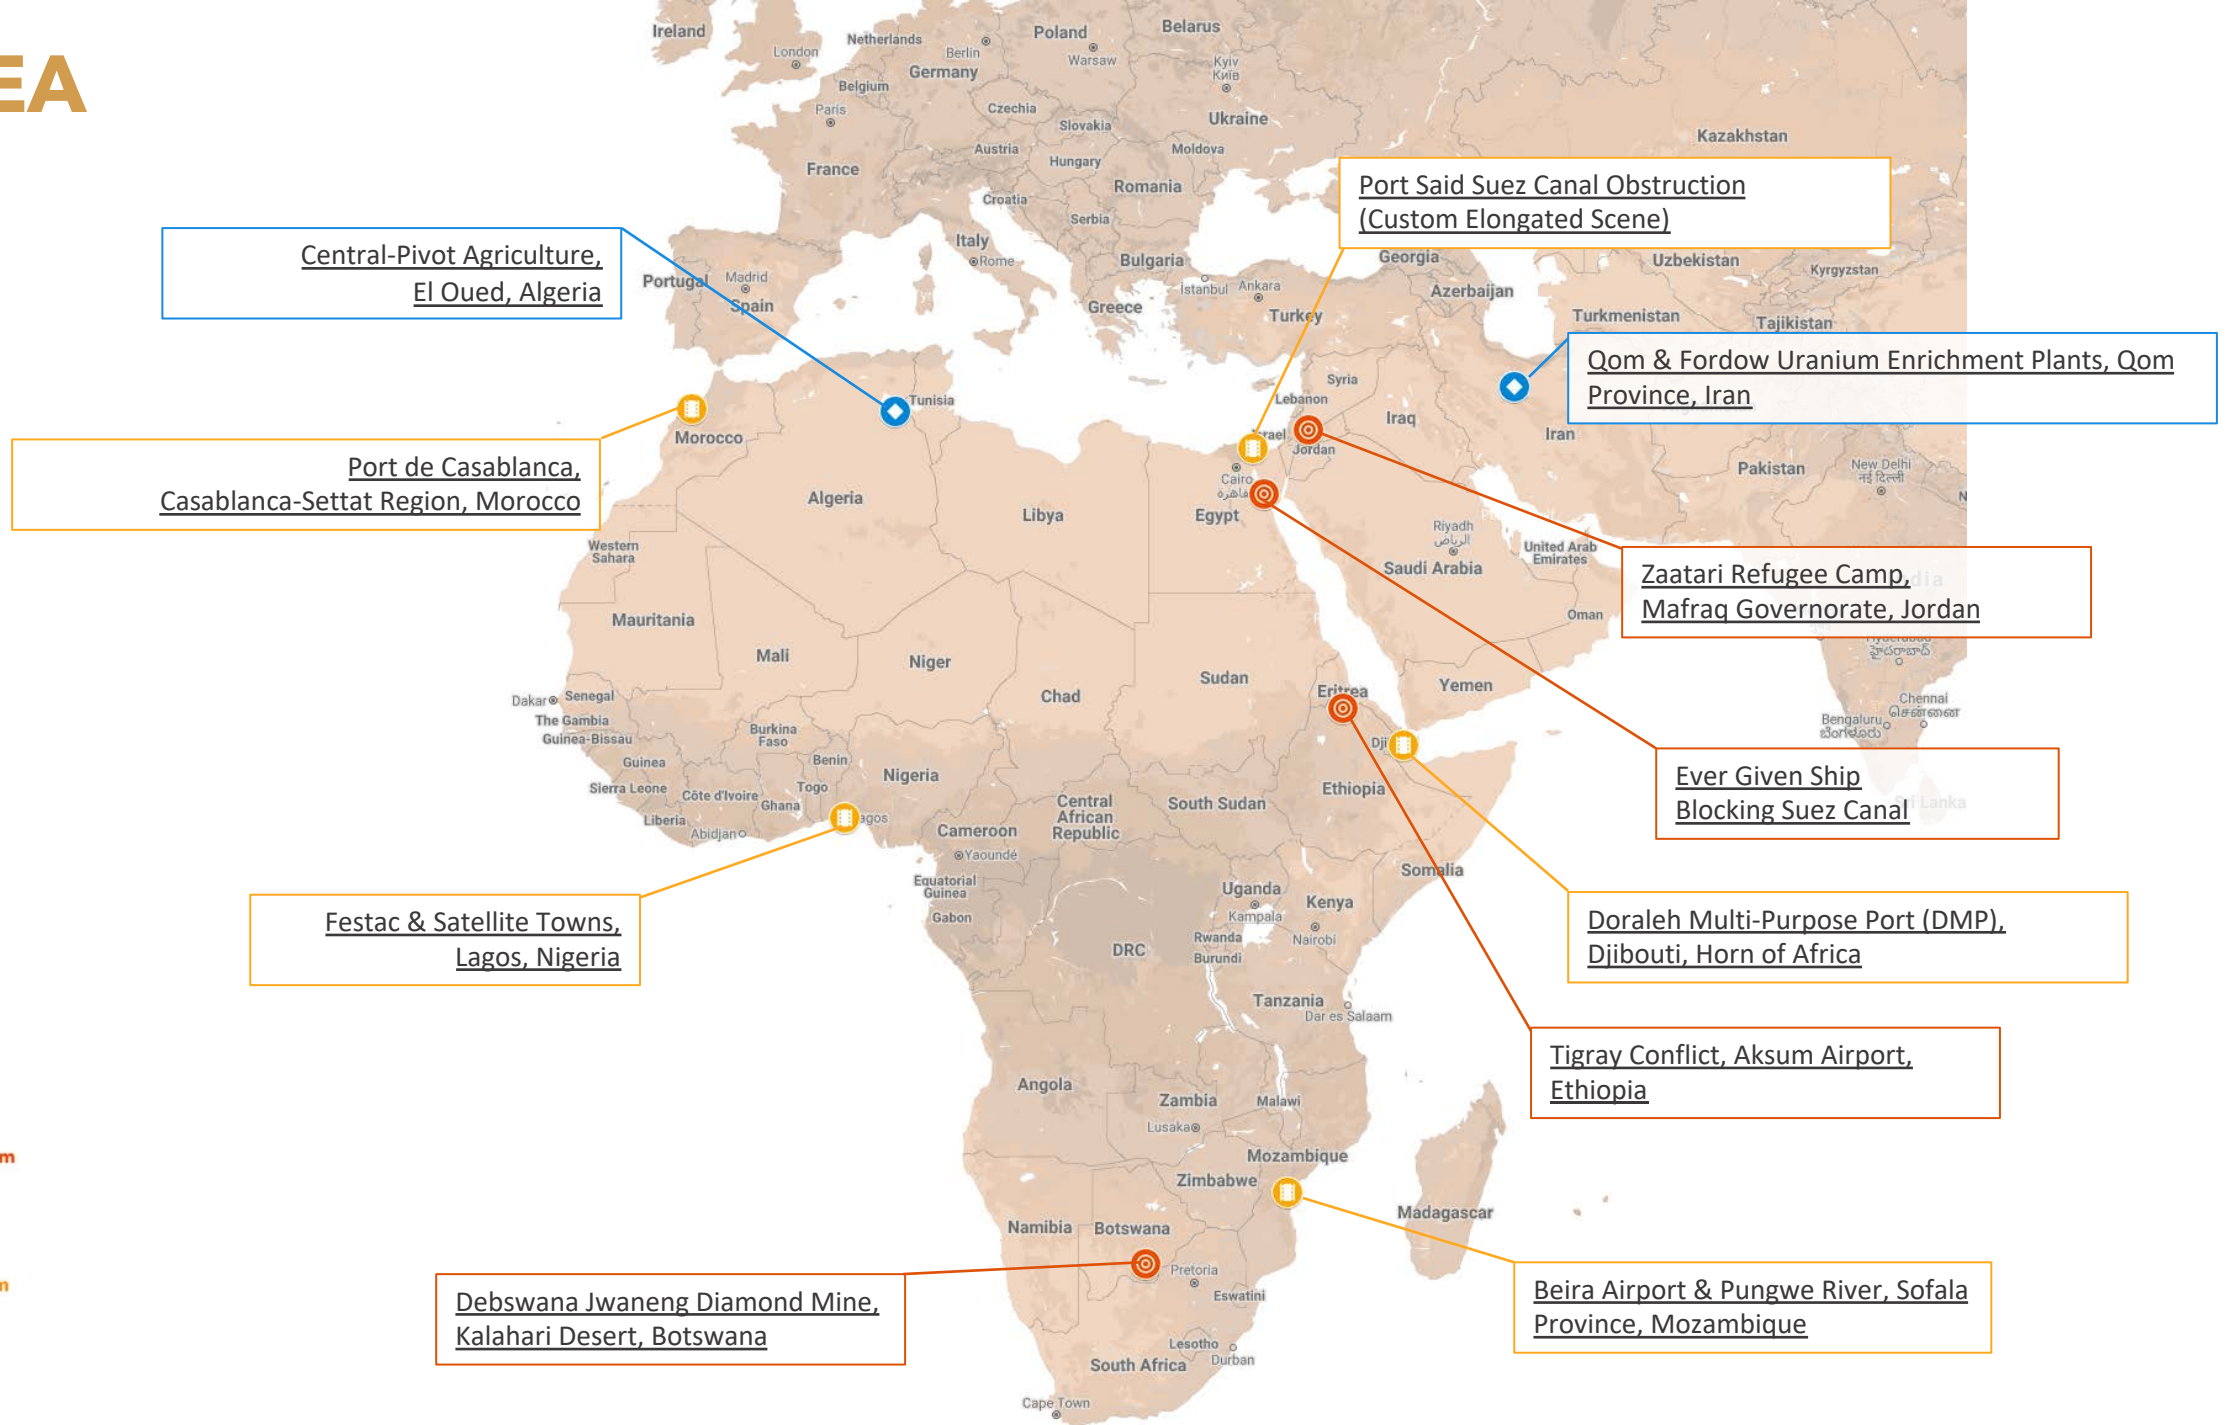 EA
Ireland
London
Netherlands
Berlin
Poland
Warsaw
Belarus
Germany
Belgium
Kyiv
Київ
Paris
Czechia
Slovakia
Ukraine
Kazakhstan
Austria
Hungary
Moldova
France
Romania
Croatia
Serbia
Port Said Suez Canal Obstruction
(Custom Elongated Scene)
Central-Pivot Agriculture,
El Oued, Algeria
Italy
Rome
Bulgaria
Georgia
Uzbekistan
Kyrgyzstan
Portugal
Madrid
Spain
Istanbul
Ankara
Azerbaijan
Greece
Turkey
Turkmenistan
Tajikistan
Qom & Fordow Uranium Enrichment Plants, Qom
Province, Iran
Syria
Lebanon
Tunisia
Iraq
Iran
Morocco
Israel
Jordan
Port de Casablanca,
Casablanca-Settat Region, Morocco
Pakistan
New Delhi
नई दिल्ली
Cairo
Algeria
Libya
Egypt
Riyadh
الرياض
Saudi Arabia
United Arab
Emirates
Western
Sahara
Zaatari Refugee Camp,
Mafraq Governorate, Jordan
Oman
Mauritania
Mali
Niger
Chad
Sudan
Eritrea
Yemen
Hyderabad
హైదరాబాద్
Dakar
Senegal
The Gambia
Guinea-Bissau
Burkina
Faso
Chennai
சென்னை
Bengaluru
ಬೆಂಗಳೂರು
Dji
Guinea
Benin
Nigeria
Sierra Leone
Côte d'Ivoire
Togo
Ghana
Ethiopia
Central
African
Republic
South Sudan
Ever Given Ship
Blocking Suez Canal
Sri Lanka
Liberia
Abidjan
agos
Cameroon
Yaoundé
Equatorial
Guinea
Gabon
Somalia
Uganda
Kampala
Kenya
Nairobi
Festac & Satellite Towns,
Lagos, Nigeria
Doraleh Multi-Purpose Port (DMP),
Djibouti, Horn of Africa
DRC
Rwanda
Burundi
Tanzania
Dar es Salaam
Tigray Conflict, Aksum Airport,
Ethiopia
Angola
Zambia
Malawi
Lusaka
m
Mozambique
Zimbabwe
Madagascar
Namibia
Botswana
Pretoria
Eswatini
Debswana Jwaneng Diamond Mine,
Kalahari Desert, Botswana
Beira Airport & Pungwe River, Sofala
Province, Mozambique
Lesotho
Durban
South Africa
Cape Town